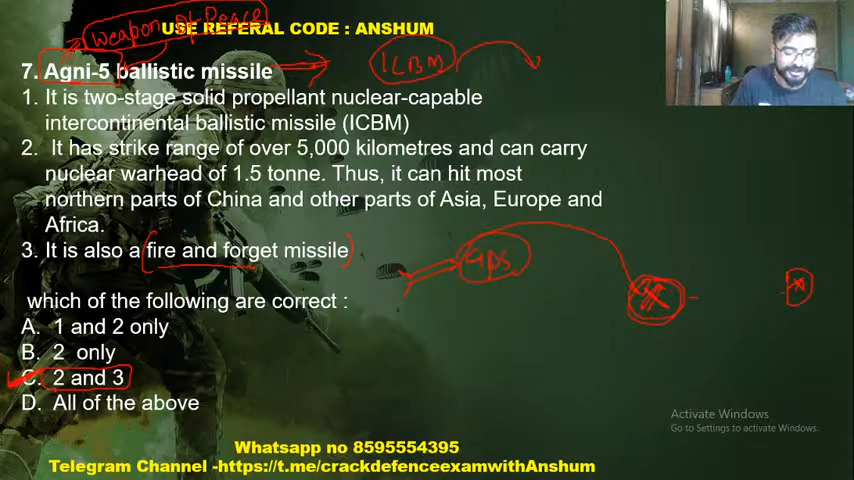 Weapon of Peace
USE REFERAL CODE : ANSHUM
7. Agni-5 ballistic missile
ICBM
1. It is two-stage solid propellant nuclear-capable
intercontinental ballistic missile (ICBM)
2. It has strike range of over 5,000 kilometres and can carry
nuclear warhead of 1.5 tonne. Thus, it can hit most
northern parts of China and other parts of Asia, Europe and
Africa.
3. It is also a fire and forget missile
GPS
which of the following are correct :
A. 1 and 2 only
B. 2 only
C. 2 and 3
D. All of the above
Activate Windows
Go to Settings to activate Windows.
Whatsapp no 8595554395
Telegram Channel -https://t.me/crackdefenceexamwithAnshum